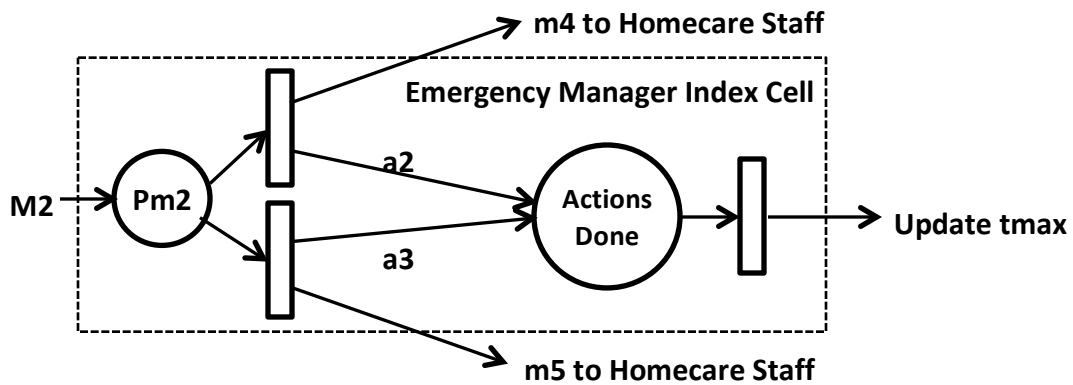 m4 to Homecare Staff
Emergency Manager Index Cell
a2
M2
Pm2
Actions
Done
Update tmax
a3
m5 to Homecare Staff